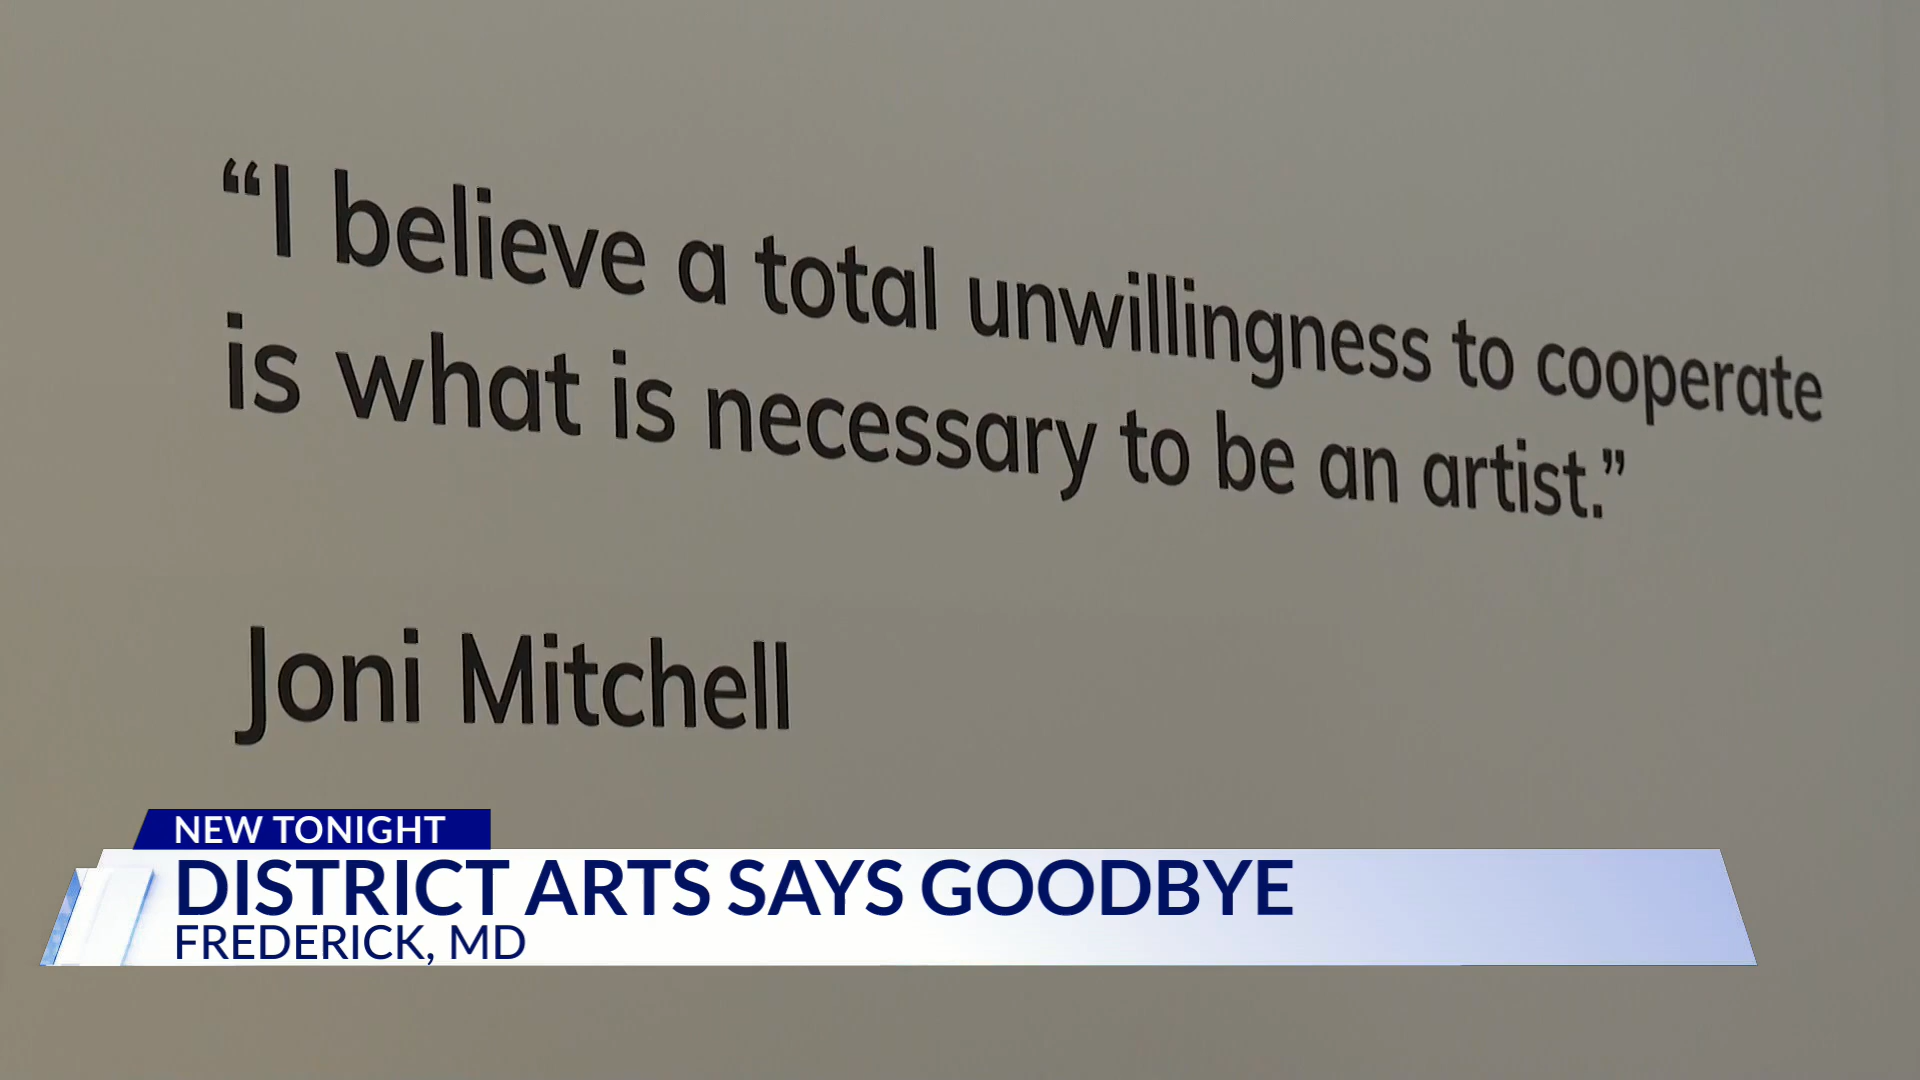 “I believe a total unwillingness to cooperate
is what is necessary to be an artist.”
Joni Mitchell
NEW TONIGHT
DISTRICT ARTS SAYS GOODBYE
FREDERICK, MD